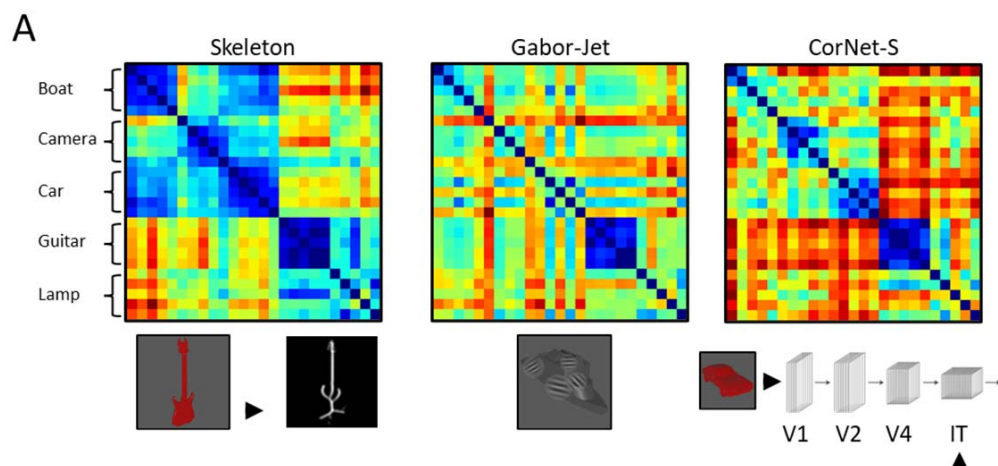 A
Skeleton
Gabor-Jet
CorNet-S
Boat
Camera
Car
Guitar
Lamp
V1
V2
V4
IT